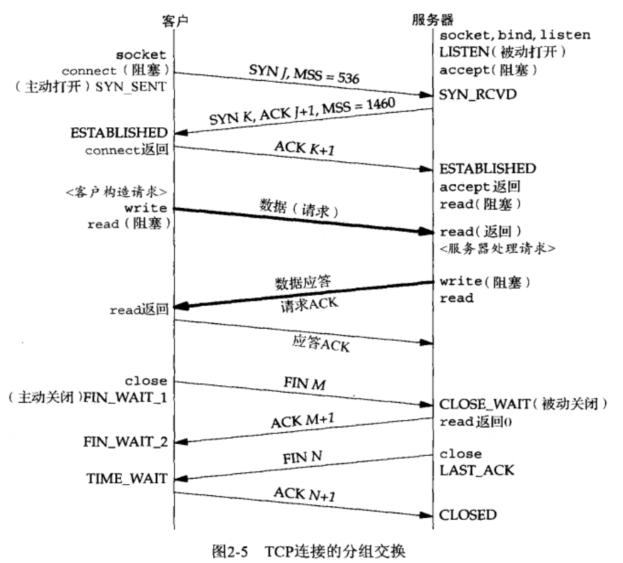 客户
服务器
socket, bind, listen
LISTEN(被动打开)
accept(阻塞)
socket
connect(阻塞)
(主动打开) SYN_SENT
SYN J, MSS = 536
SYN_RCVD
SYN K, ACK J+1, MSS = 1460
ESTABLISHED
connect返回
ACK K+1
ESTABLISHED
accept返回
read(阻塞)
<客户构造请求>
write
read(阻塞)
数据(请求)
read(返回)
<服务器处理请求>
write(阻塞)
read
数据应答
请求ACK
read返回
应答ACK
close
(主动关闭)FIN_WAIT_1
FIN M
CLOSE_WAIT(被动关闭)
read返回0
ACK M+1
FIN_WAIT_2
close
LAST_ACK
FIN N
TIME_WAIT
ACK N+1
CLOSED
图2-5 TCP连接的分组交换